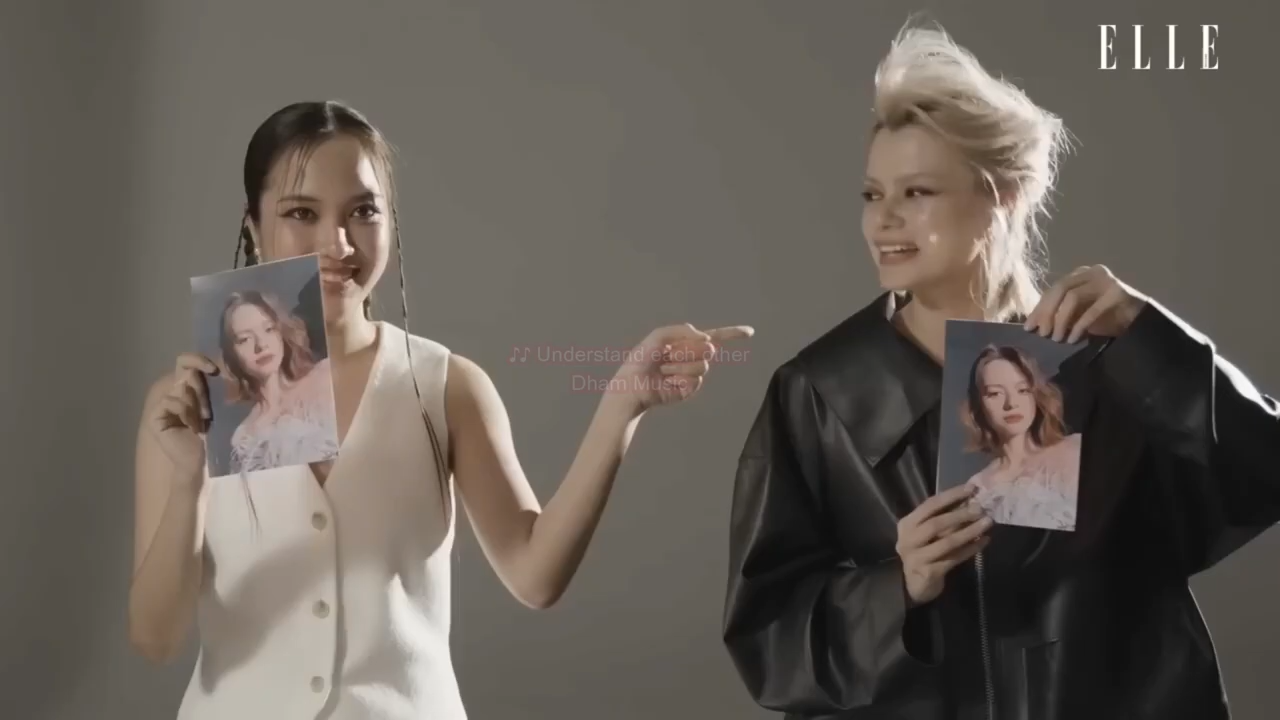 ELLE
♪♪ Understand each other
Dham Music